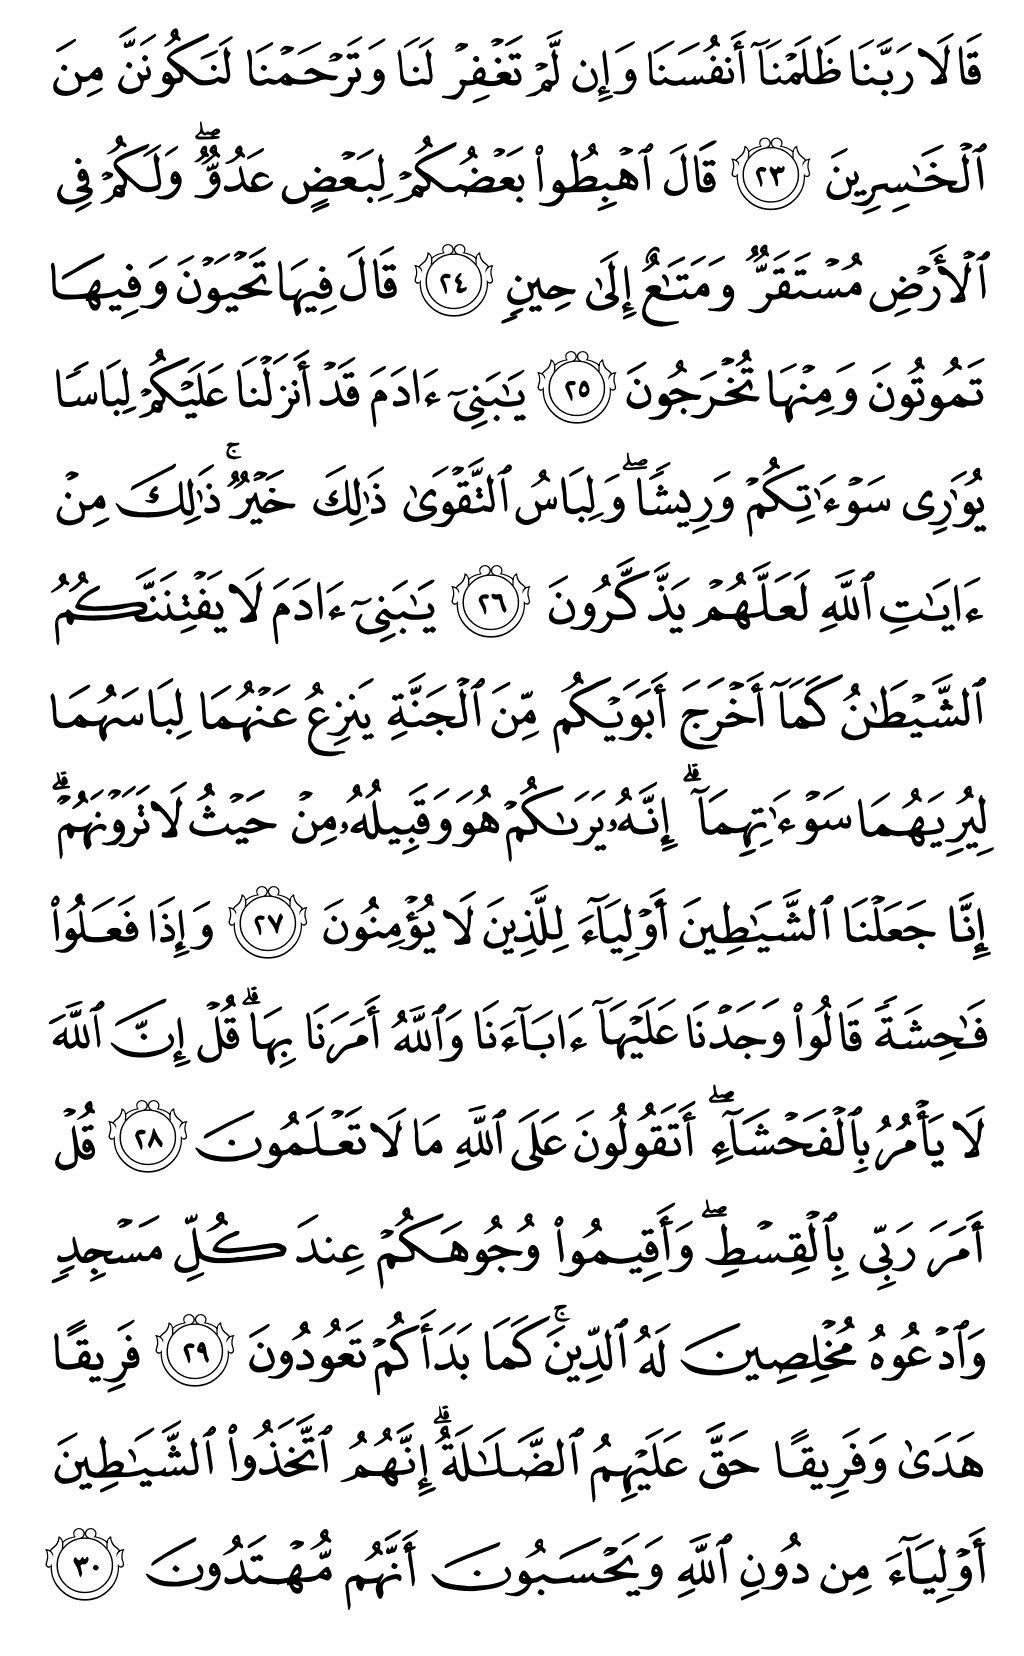 قَالَا رَبَّنَا ظَلَمْنَآ أَنفُسَنَا وَإِن لَّمْ تَغْفِرْ لَنَا وَتَرْحَمْنَا لَنَكُونَنَّ مِنَ
ٱلْخَٰسِرِينَ ٢٣ قَالَ ٱهْبِطُوا۟ بَعْضُكُمْ لِبَعْضٍ عَدُوٌّ ۖ وَلَكُمْ فِى
ٱلْأَرْضِ مُسْتَقَرٌّ وَمَتَٰعٌ إِلَىٰ حِينٍ ٢٤ قَالَ فِيهَا تَحْيَوْنَ وَفِيهَا
تَمُوتُونَ وَمِنْهَا تُخْرَجُونَ ٢٥ يَٰبَنِىٓ ءَادَمَ قَدْ أَنزَلْنَا عَلَيْكُمْ لِبَاسًا
يُوَٰرِى سَوْءَٰتِكُمْ وَرِيشًا ۖ وَلِبَاسُ ٱلتَّقْوَىٰ ذَٰلِكَ خَيْرٌ ۚ ذَٰلِكَ مِنْ
ءَايَٰتِ ٱللَّهِ لَعَلَّهُمْ يَذَّكَّرُونَ ٢٦ يَٰبَنِىٓ ءَادَمَ لَا يَفْتِنَنَّكُمُ
ٱلشَّيْطَٰنُ كَمَآ أَخْرَجَ أَبَوَيْكُم مِّنَ ٱلْجَنَّةِ يَنزِعُ عَنْهُمَا لِبَاسَهُمَا
لِيُرِيَهُمَا سَوْءَٰتِهِمَآ ۗ إِنَّهُۥ يَرَىٰكُمْ هُوَ وَقَبِيلُهُۥ مِنْ حَيْثُ لَا تَرَوْنَهُمْ ۗ
إِنَّا جَعَلْنَا ٱلشَّيَٰطِينَ أَوْلِيَآءَ لِلَّذِينَ لَا يُؤْمِنُونَ ٢٧ وَإِذَا فَعَلُوا۟
فَٰحِشَةً قَالُوا۟ وَجَدْنَا عَلَيْهَآ ءَابَآءَنَا وَٱللَّهُ أَمَرَنَا بِهَا ۗ قُلْ إِنَّ ٱللَّهَ
لَا يَأْمُرُ بِٱلْفَحْشَآءِ ۖ أَتَقُولُونَ عَلَى ٱللَّهِ مَا لَا تَعْلَمُونَ ٢٨ قُلْ
أَمَرَ رَبِّى بِٱلْقِسْطِ ۖ وَأَقِيمُوا۟ وُجُوهَكُمْ عِندَ كُلِّ مَسْجِدٍ
وَٱدْعُوهُ مُخْلِصِينَ لَهُ ٱلدِّينَ ۚ كَمَا بَدَأَكُمْ تَعُودُونَ ٢٩ فَرِيقًا
هَدَىٰ وَفَرِيقًا حَقَّ عَلَيْهِمُ ٱلضَّلَٰلَةُ ۗ إِنَّهُمُ ٱتَّخَذُوا۟ ٱلشَّيَٰطِينَ
أَوْلِيَآءَ مِن دُونِ ٱللَّهِ وَيَحْسَبُونَ أَنَّهُم مُّهْتَدُونَ ٣٠